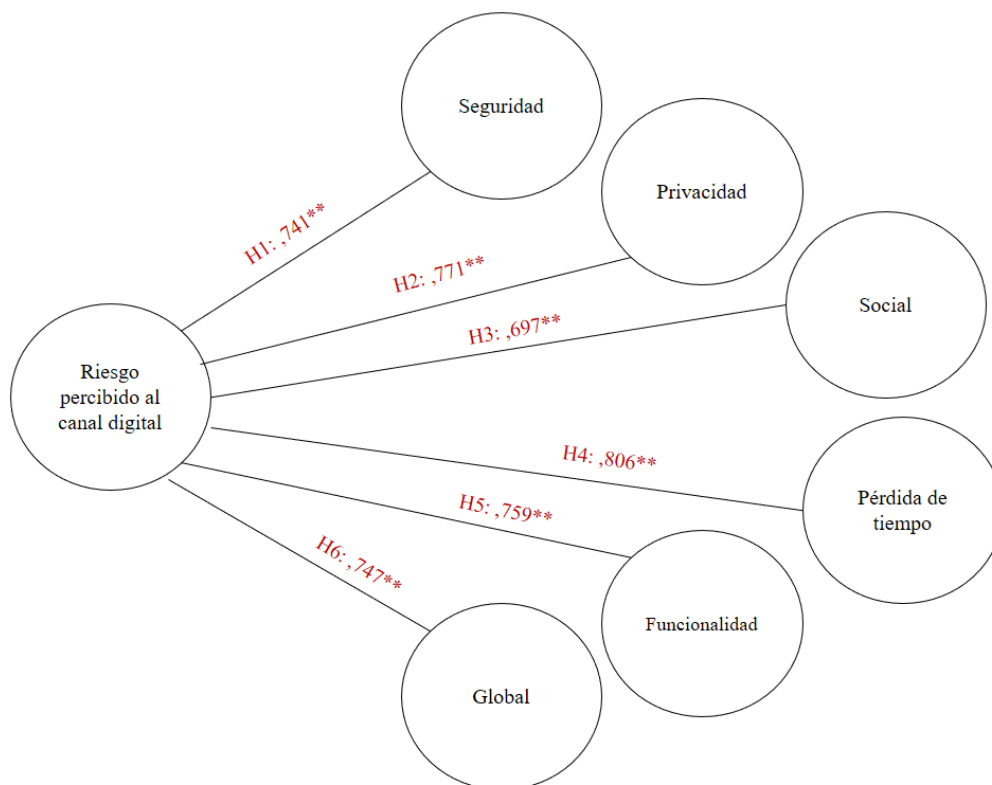 Seguridad
Privacidad
H1: ,741**
H2: ,771**
Social
H3: ,697**
Riesgo
percibido al
canal digital
H4: ,806**
Pérdida de
tiempo
H5: ,759**
H6: ,747**
Funcionalidad
Global